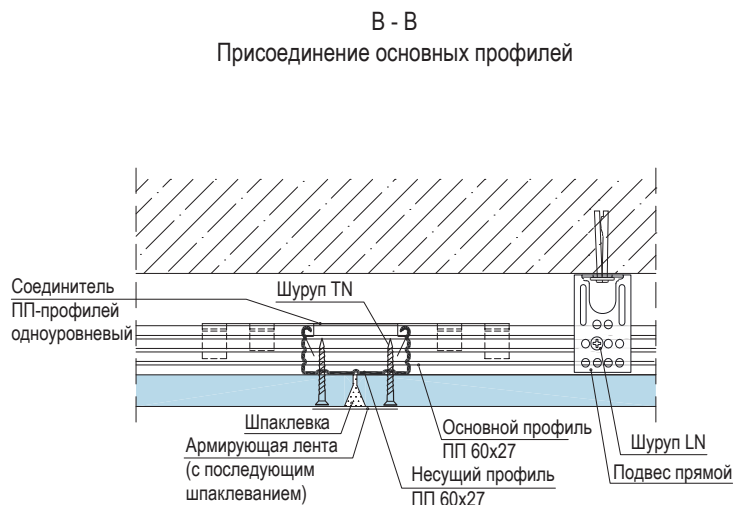 В - В
Присоединение основных профилей
Соединитель
ПП-профилей
одноуровневый
Шуруп TN
Шпаклевка
Армирующая лента
(с последующим
шпаклеванием)
Основной профиль
ПП 60х27
Несущий профиль
ПП 60х27
Шуруп LN
Подвес прямой